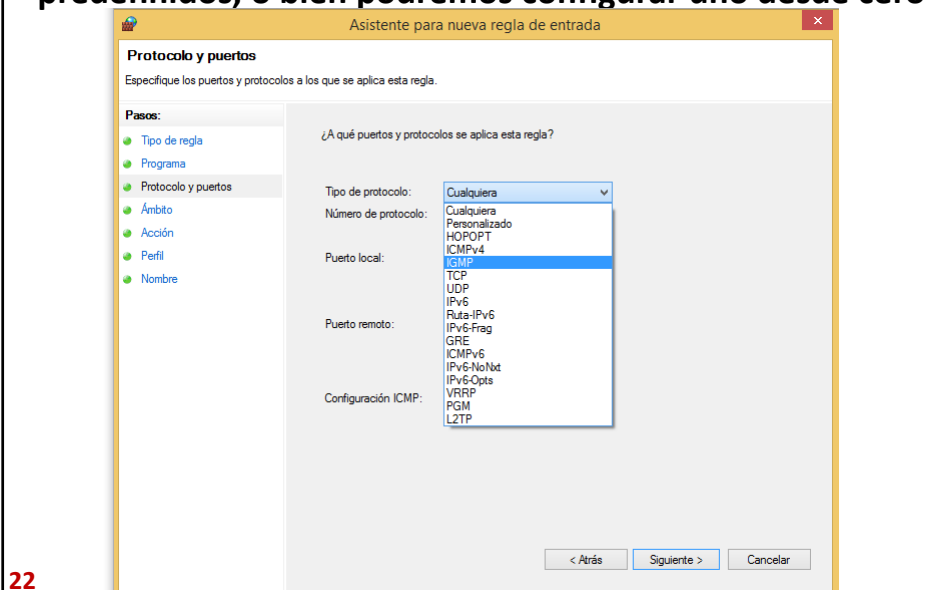 predefinidos, o bien podremos configurar uno desde cero
Asistente para nueva regla de entrada
Protocolo y puertos
Especifique los puertos y protocolos a los que se aplica esta regla.
Pasos:
Tipo de regla
Programa
Protocolo y puertos
Ámbito
Acción
Perfil
Nombre
¿A qué puertos y protocolos se aplica esta regla?
Tipo de protocolo: Cualquiera
Número de protocolo:
Puerto local:
Puerto remoto:
Configuración ICMP:
Cualquiera
Personalizado
HOPOPT
ICMPv4
IGMP
TCP
UDP
IPv6
Ruta-IPv6
IPv6-Frag
GRE
ICMPv6
IPv6-NoNxt
IPv6-Opts
VRRP
PGM
L2TP
< Atrás Siguiente > Cancelar
22